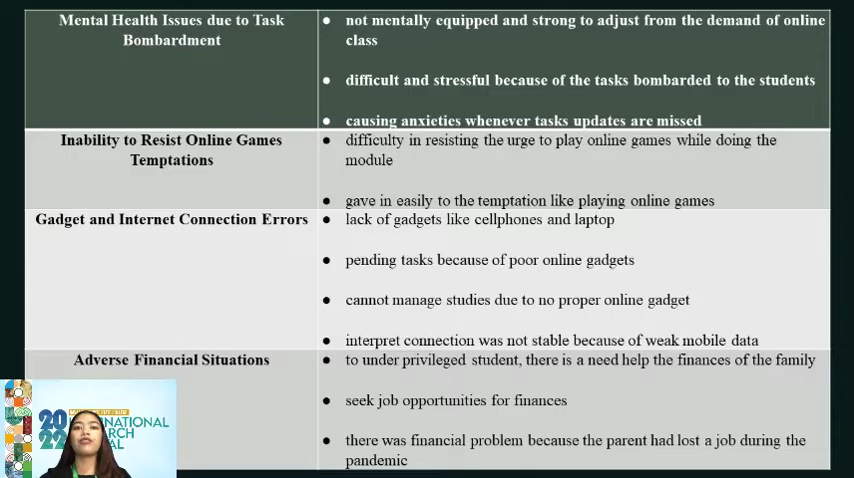 Mental Health Issues due to Task
Bombardment
● not mentally equipped and strong to adjust from the demand of online
class
● difficult and stressful because of the tasks bombarded to the students
● causing anxieties whenever tasks updates are missed
Inability to Resist Online Games
Temptations
● difficulty in resisting the urge to play online games while doing the
module
● gave in easily to the temptation like playing online games
Gadget and Internet Connection Errors
● lack of gadgets like cellphones and laptop
● pending tasks because of poor online gadgets
● cannot manage studies due to no proper online gadget
● interpret connection was not stable because of weak mobile data
Adverse Financial Situations
● to under privileged student, there is a need help the finances of the family
● seek job opportunities for finances
● there was financial problem because the parent had lost a job during the
pandemic
20
22